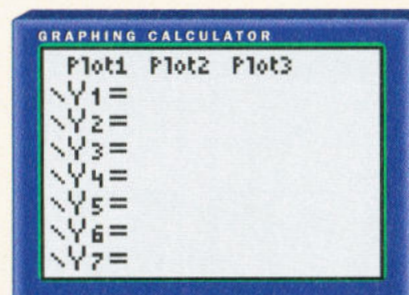 GRAPHING CALCULATOR
Plot1 Plot2 Plot3
\Y1=
\Y2=
\Y3=
\Y4=
\Y5=
\Y6=
\Y7=